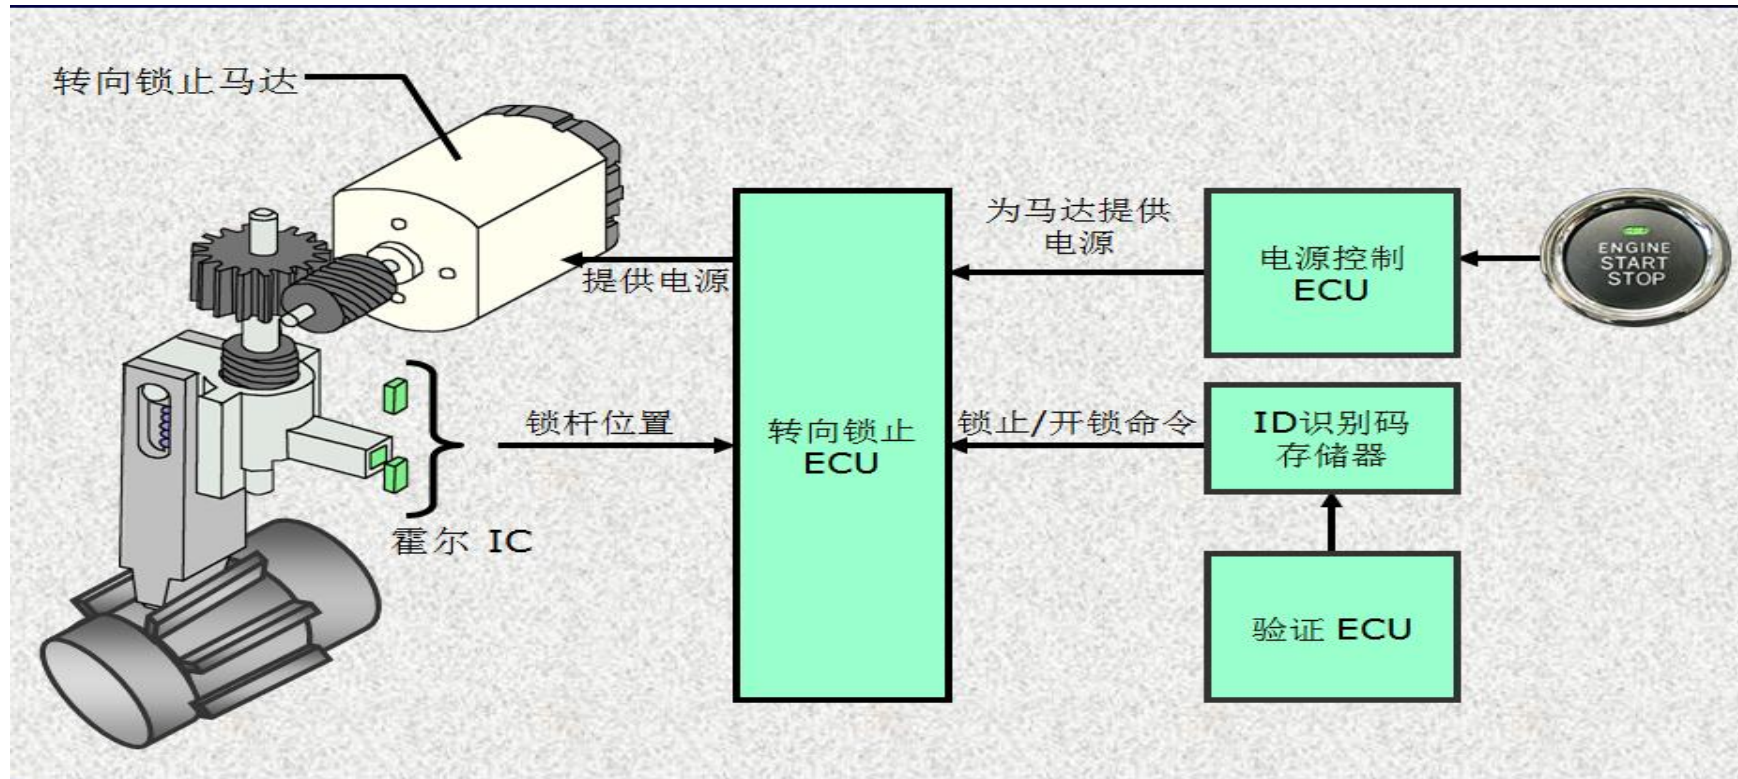 转向锁止马达
为马达提供
电源
提供电源
电源控制
ECU
ENGINE
START
STOP
锁杆位置
转向锁止
ECU
锁止/开锁命令
ID识别码
存储器
霍尔 IC
验证 ECU